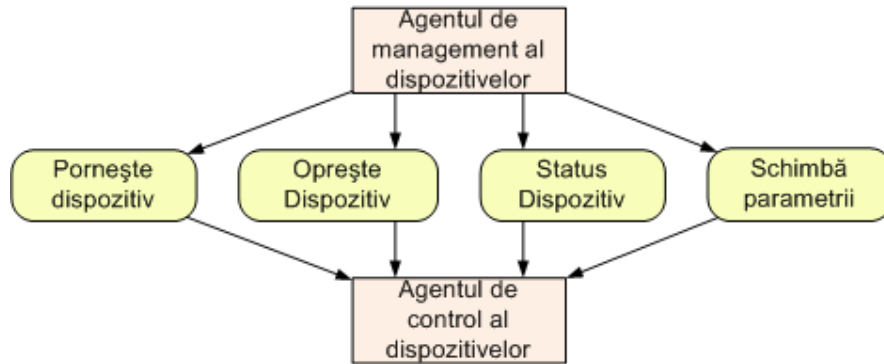 Agentul de
management al
dispozitivelor
Porneşte
dispozitiv
Opreşte
Dispozitiv
Status
Dispozitiv
Schimbă
parametrii
Agentul de
control al
dispozitivelor